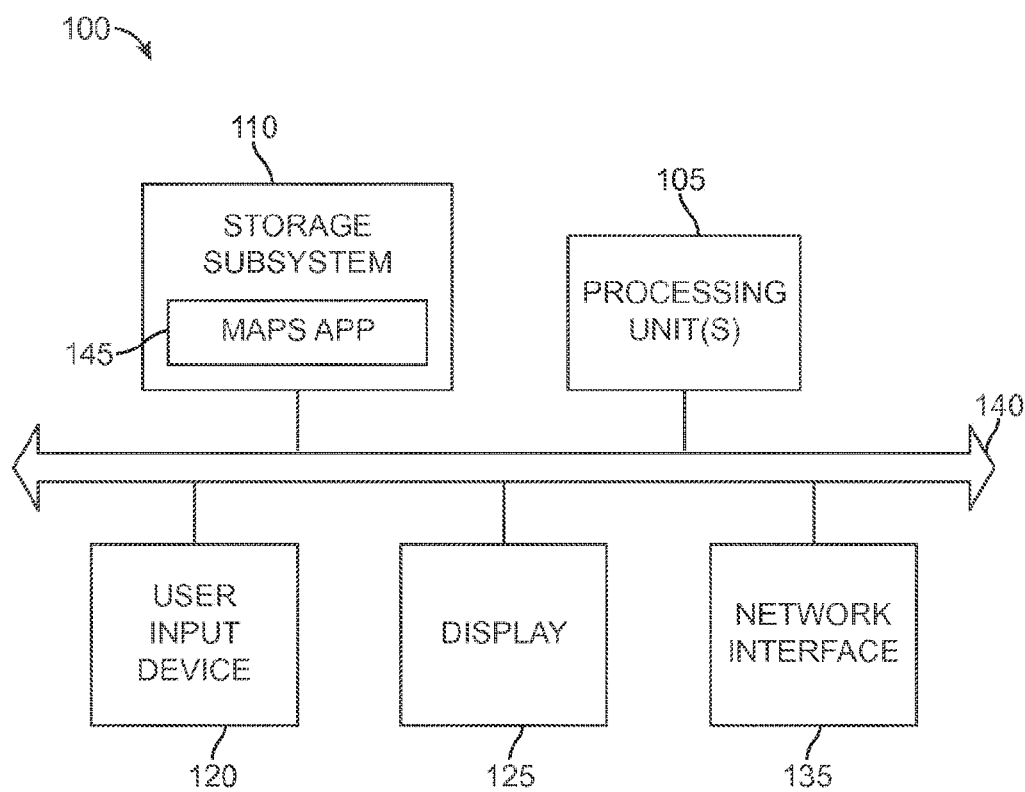 100
110
STORAGE
SUBSYSTEM
MAPS APP
145
105
PROCESSING
UNIT(S)
140
USER
INPUT
DEVICE
120
DISPLAY
125
NETWORK
INTERFACE
135